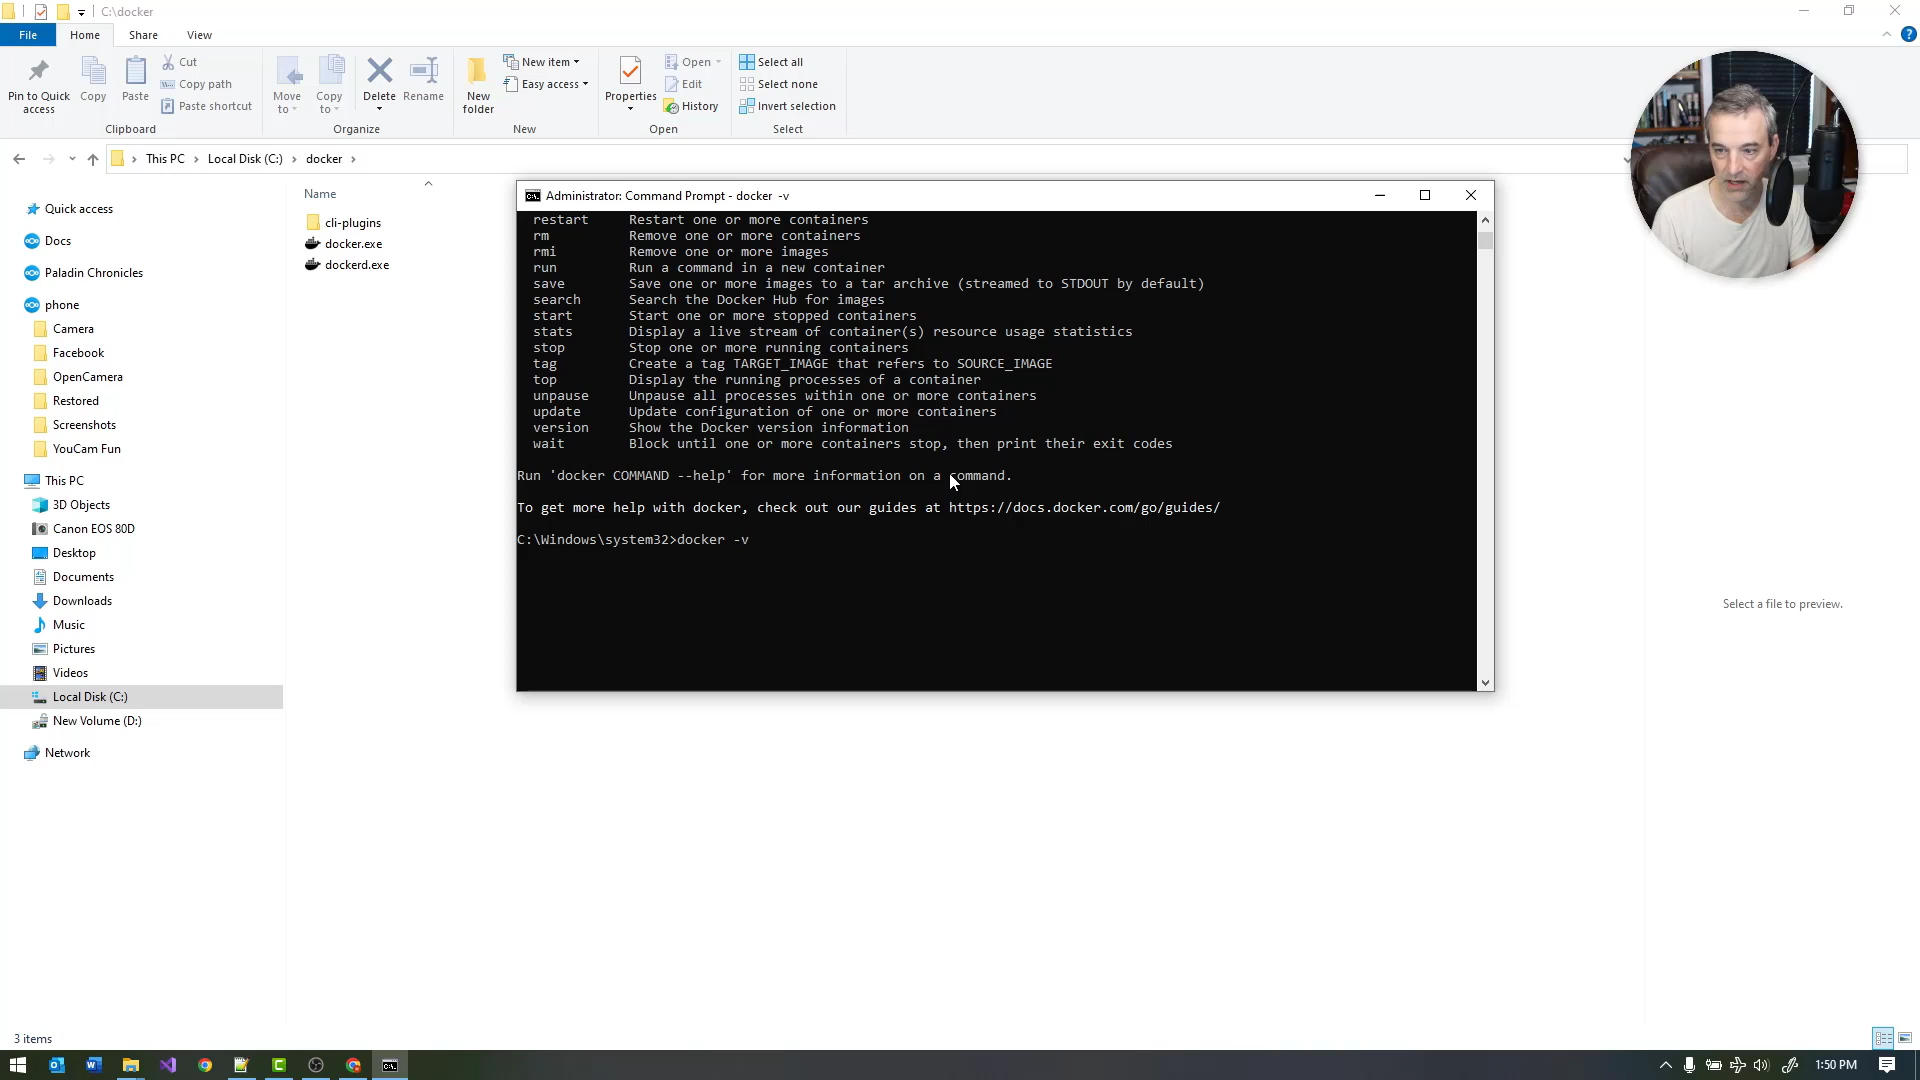 C:\docker
File
Home
Share
View
Pin to Quick access
Copy
Paste
Cut
Copy path
Paste shortcut
Clipboard
Move to
Copy to
Delete
Rename
Organize
New folder
New item
Easy access
New
Properties
Open
Edit
History
Open
Select all
Select none
Invert selection
Select
This PC
Local Disk (C:)
docker
Quick access
Docs
Paladin Chronicles
phone
Camera
Facebook
OpenCamera
Restored
Screenshots
YouCam Fun
This PC
3D Objects
Canon EOS 80D
Desktop
Documents
Downloads
Music
Pictures
Videos
Local Disk (C:)
New Volume (D:)
Network
Name
cli-plugins
docker.exe
dockerd.exe
Administrator: Command Prompt - docker -v
restart Restart one or more containers
rm Remove one or more containers
rmi Remove one or more images
run Run a command in a new container
save Save one or more images to a tar archive (streamed to STDOUT by default)
search Search the Docker Hub for images
start Start one or more stopped containers
stats Display a live stream of container(s) resource usage statistics
stop Stop one or more running containers
tag Create a tag TARGET_IMAGE that refers to SOURCE_IMAGE
top Display the running processes of a container
unpause Unpause all processes within one or more containers
update Update configuration of one or more containers
version Show the Docker version information
wait Block until one or more containers stop, then print their exit codes
Run 'docker COMMAND --help' for more information on a command.
To get more help with docker, check out our guides at https://docs.docker.com/go/guides/
C:\Windows\system32>docker -v
Select a file to preview.
3 items
1:50 PM